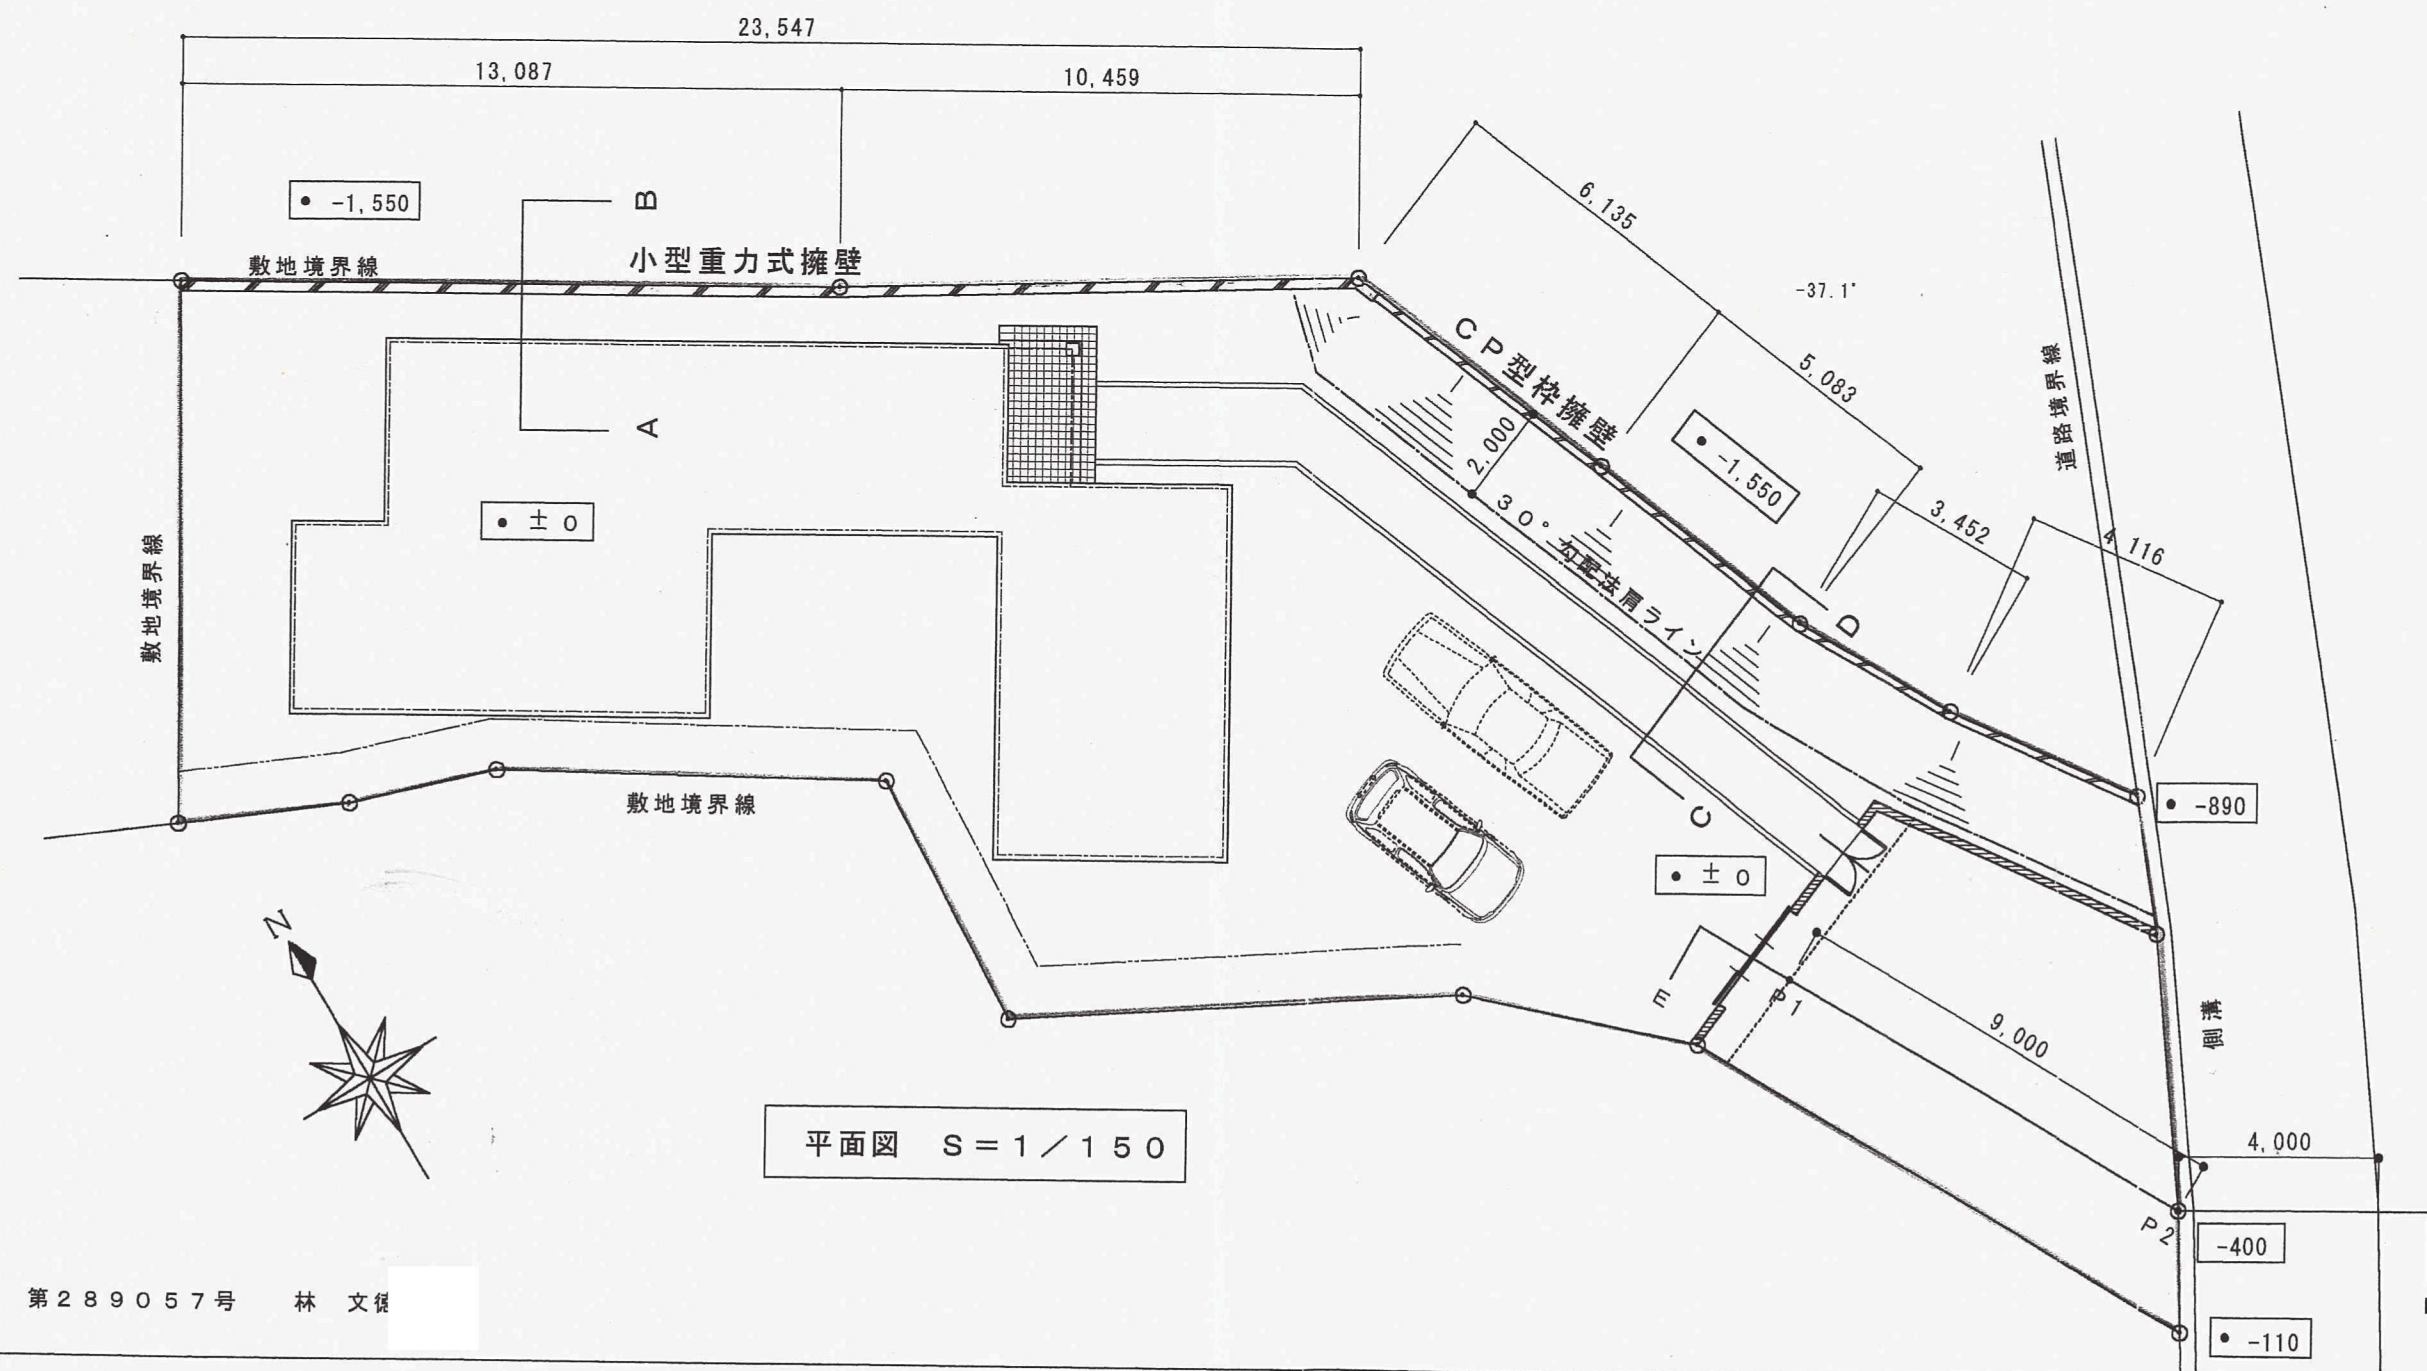 23,547
13,087
10,459
-1,550
B
敷地境界線
小型重力式擁壁
A
±0
敷地境界線
敷地境界線
6,135
-37.1°
5,083
CP型枠擁壁
2,000
-1,550
30°勾配法肩ライン
3,452
4,116
道路境界線
D
C
-890
±0
E
P1
9,000
側溝
4,000
P2
-400
-110
N
平面図 S=1/150
第289057号 林 文